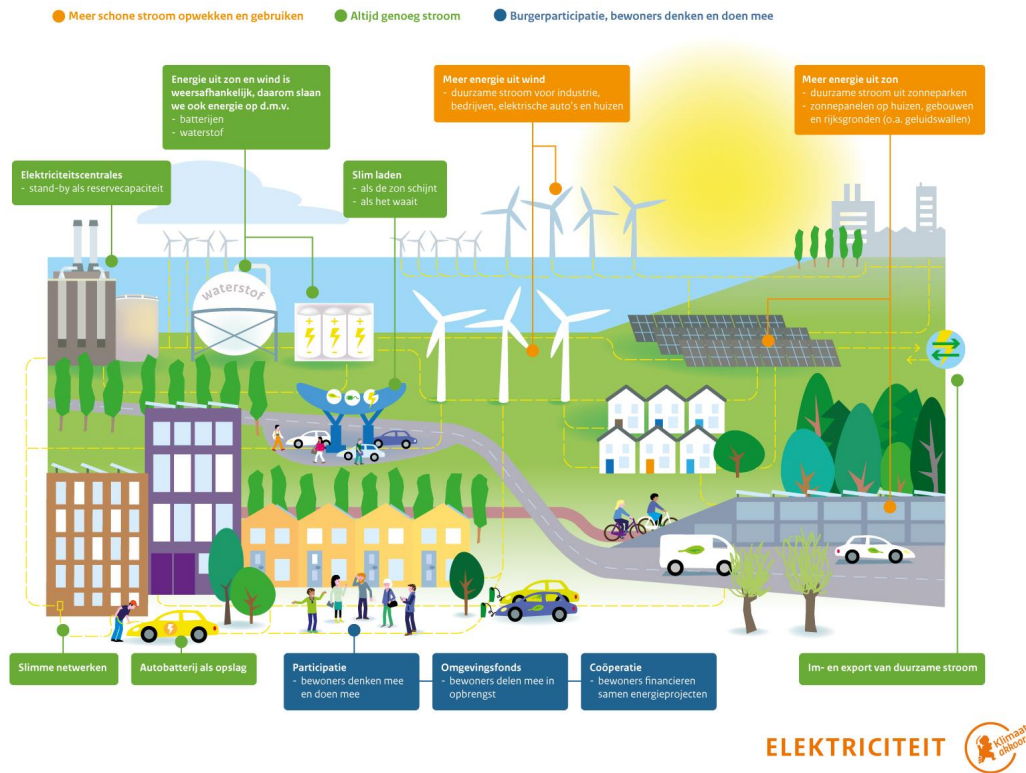 Meer schone stroom opwekken en gebruiken
Altijd genoeg stroom
Burgerparticipatie, bewoners denken en doen mee
Energie uit zon en wind is
weersafhankelijk, daarom slaan
we ook energie op d.m.v.
- batterijen
- waterstof
Meer energie uit wind
- duurzame stroom voor industrie,
bedrijven, elektrische auto's en huizen
Meer energie uit zon
- duurzame stroom uit zonneparken
- zonnepanelen op huizen, gebouwen
en rijksgronden (o.a. geluidswallen)
Elektriciteitscentrales
- stand-by als reservecapaciteit
Slim laden
- als de zon schijnt
- als het waait
waterstof
Slimme netwerken
Autobatterij als opslag
Participatie
- bewoners denken mee
en doen mee
Omgevingsfonds
- bewoners delen mee in
opbrengst
Coöperatie
- bewoners financieren
samen energieprojecten
Im- en export van duurzame stroom
ELEKTRICITEIT
Klimaat
akkoord